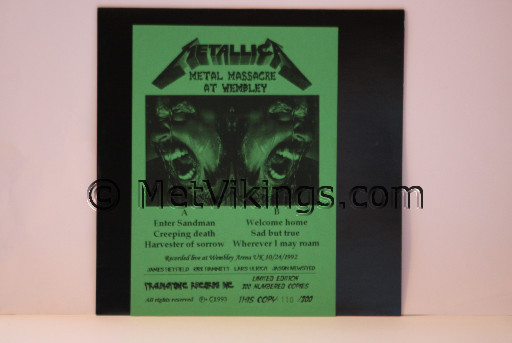 METALLICA
METAL MASSACRE
AT WEMBLEY
© MetVikings.com
A B
Enter Sandman Welcome home
Creeping death Sad but true
Harvester of sorrow Wherever I may roam
Recorded live at Wembley Arena UK, 10/24/1992
JAMES HETFIELD KIRK HAMMETT LARS ULRICH JASON NEWSTED
LIMITED EDITION
300 NUMBERED COPIES
All rights reserved
THIS COPY 110 /300